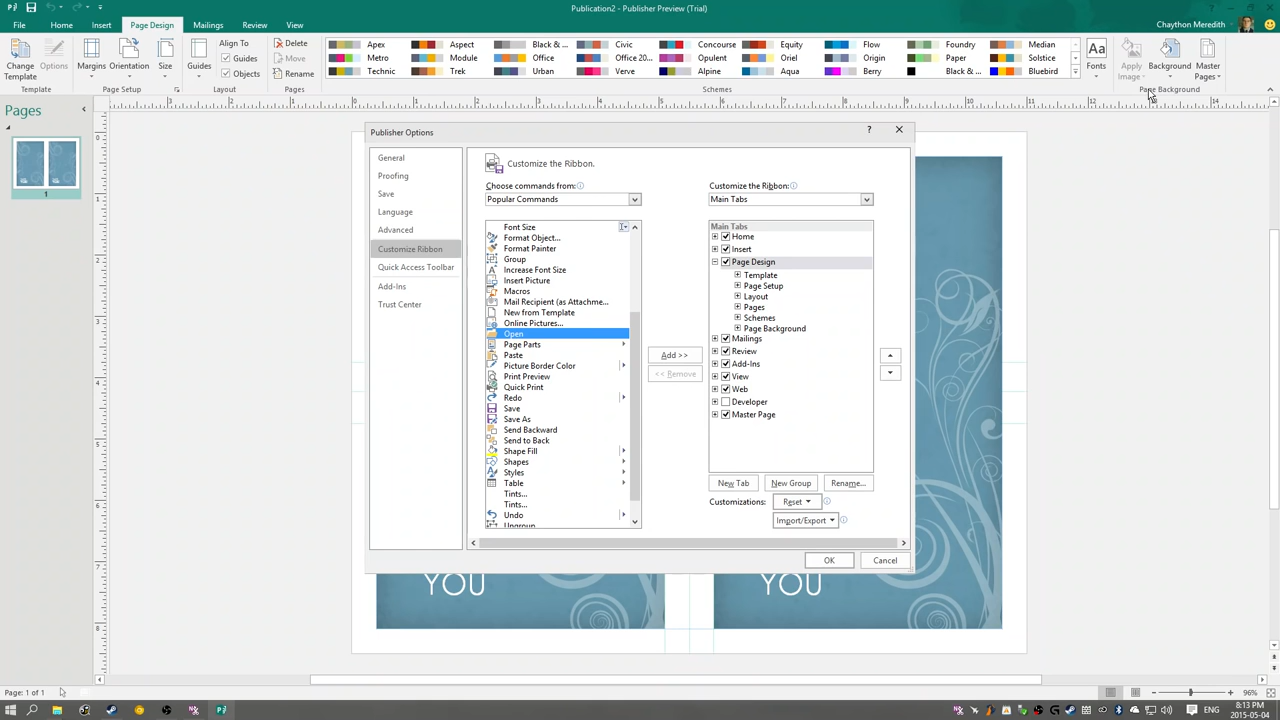 Publication2 - Publisher Preview (Trial)
File Home Insert Page Design Mailings Review View
Chaython Meredith
Change Template
Options
Template
Margins Orientation Size
Page Setup
Guides
Align To
Guides
Objects
Layout
Delete
Move
Rename
Pages
Apex Aspect Black & ... Civic Concourse Equity Flow Foundry Median
Metro Module Office Office 20... Opulent Oriel Origin Paper Solstice
Technic Trek Urban Verve Alpine Aqua Berry Black & ... Bluebird
Schemes
Fonts
Apply Image
Background
Master Pages
Page Background
Pages
1
Publisher Options
?
General
Proofing
Save
Language
Advanced
Customize Ribbon
Quick Access Toolbar
Add-Ins
Trust Center
Customize the Ribbon.
Choose commands from:
Popular Commands
Font Size
Format Object...
Format Painter
Group
Increase Font Size
Insert Picture
Macros
Mail Recipient (as Attachme...
New from Template
Online Pictures...
Open
Page Parts
Paste
Picture Border Color
Print Preview
Quick Print
Redo
Save
Save As
Send Backward
Send to Back
Shape Fill
Shapes
Styles
Table
Tints...
Tints...
Undo
Ungroup
Add >>
<< Remove
Customize the Ribbon:
Main Tabs
Main Tabs
Home
Insert
Page Design
Template
Page Setup
Layout
Pages
Schemes
Page Background
Mailings
Review
Add-Ins
View
Web
Developer
Master Page
New Tab New Group Rename...
Customizations: Reset
Import/Export
OK Cancel
YOU YOU
Page: 1 of 1
96%
ENG
8:13 PM
2015-05-04